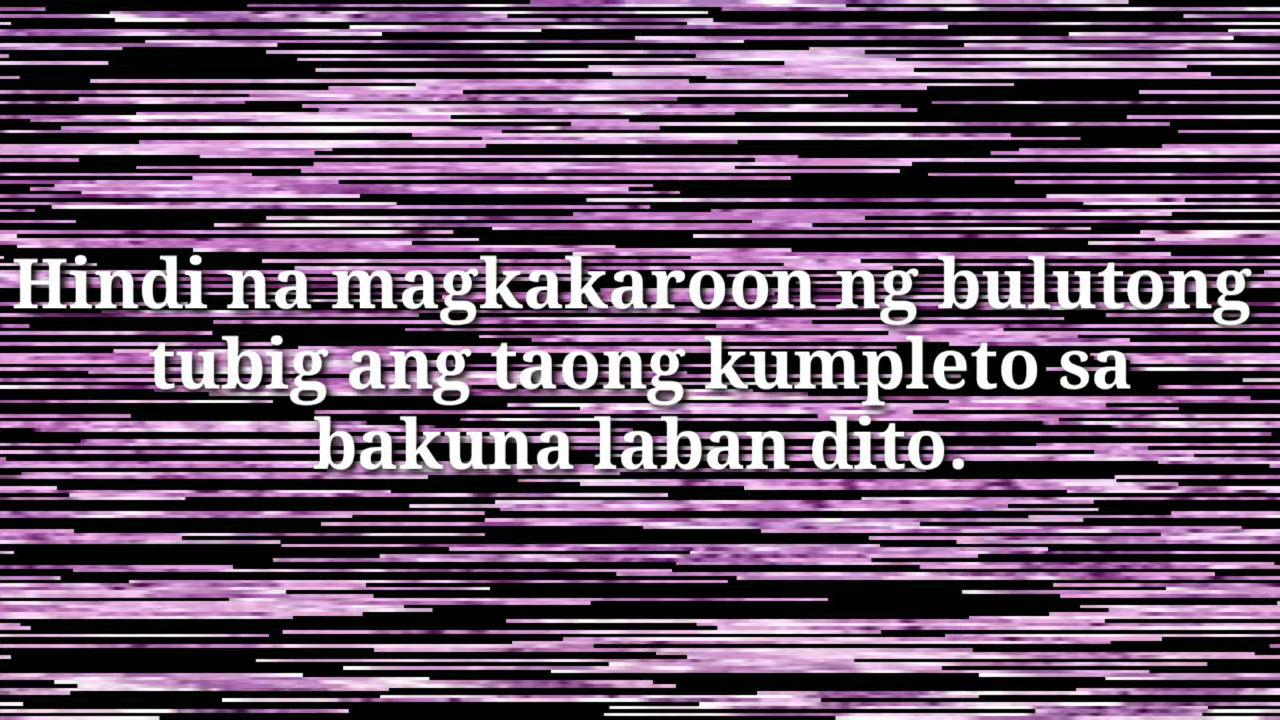 Hindi na magkakaroon ng bulutong
tubig ang taong kumpleto sa
bakuna laban dito.